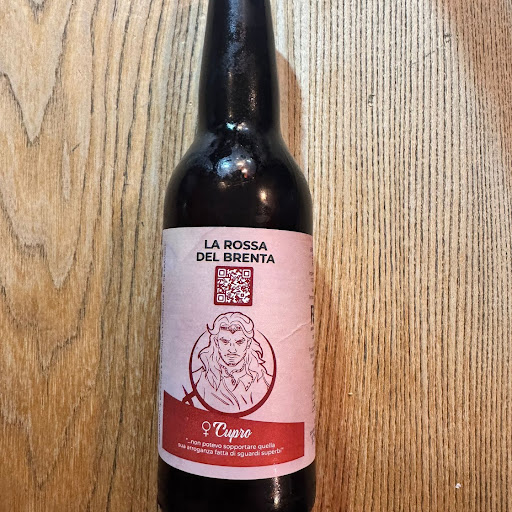 LA ROSSA
DEL BRENTA
♀ Cupro
"...non potevo sopportare quella
sua arroganza fatta di sguardi superbi"